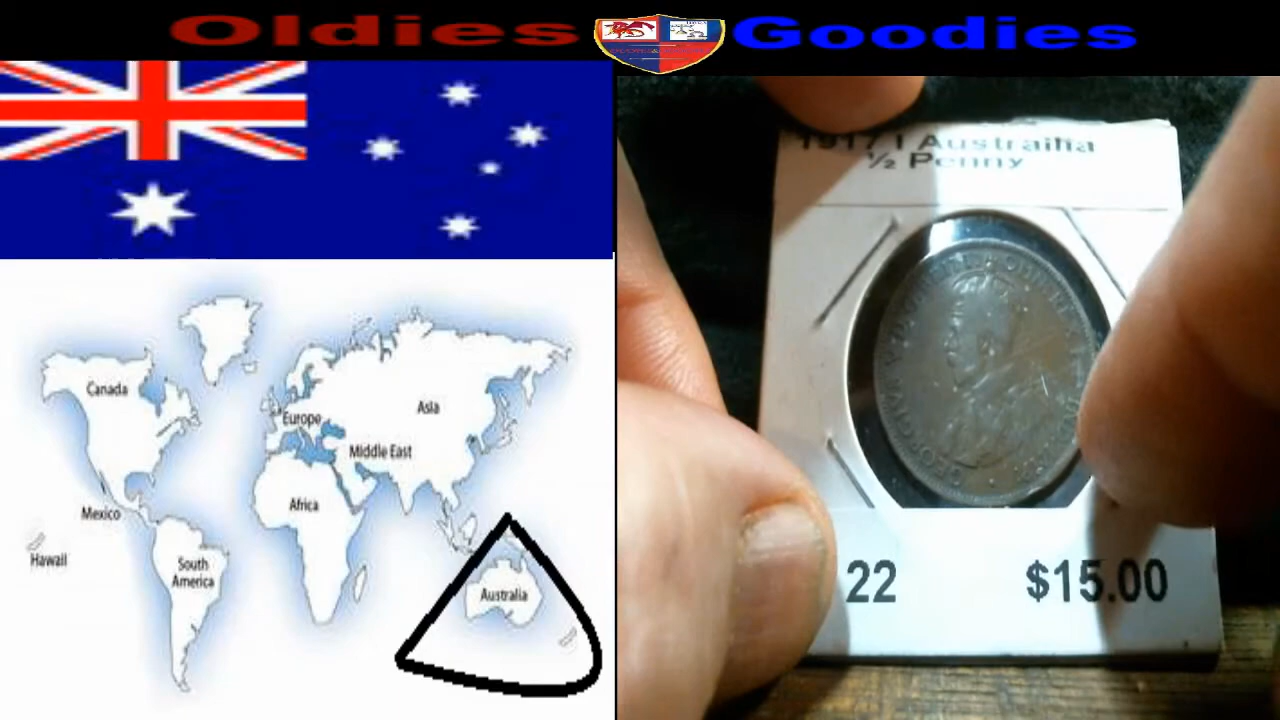 Oldies Goodies
1917 I Australia
½ Penny
22 $15.00
Canada
Europe
Asia
Middle East
Africa
Mexico
Hawaii
South
America
Australia